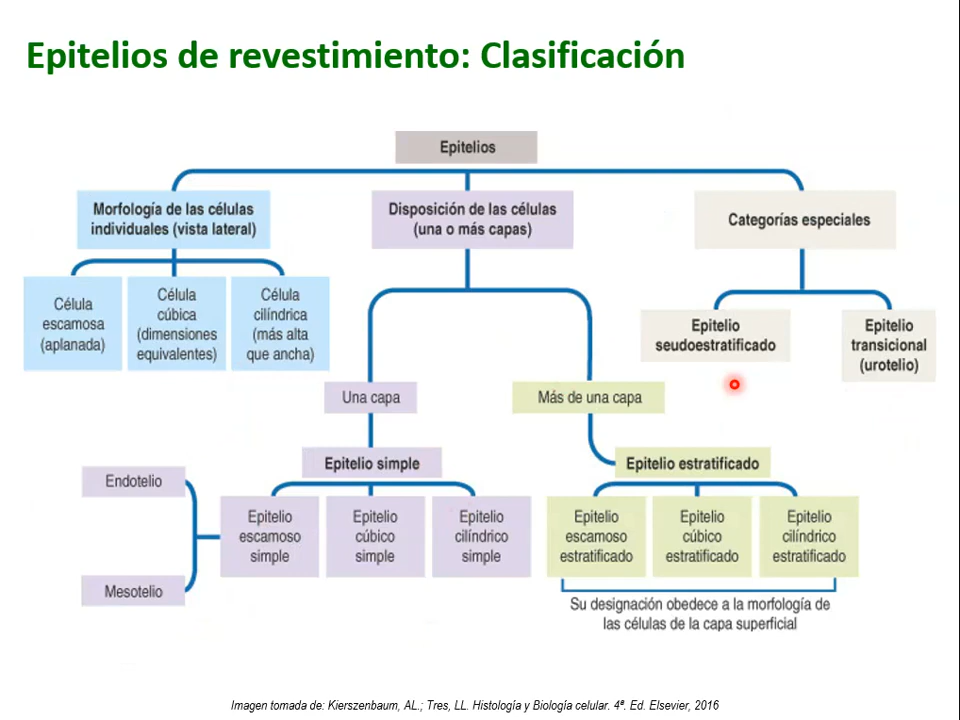 Epitelios de revestimiento: Clasificación
Epitelios
Morfología de las células
individuales (vista lateral)
Disposición de las células
(una o más capas)
Categorías especiales
Célula
escamosa
(aplanada)
Célula
cúbica
(dimensiones
equivalentes)
Célula
cilíndrica
(más alta
que ancha)
Epitelio
seudoestratificado
Epitelio
transicional
(urotelio)
Una capa
Más de una capa
Epitelio simple
Epitelio estratificado
Endotelio
Mesotelio
Epitelio
escamoso
simple
Epitelio
cúbico
simple
Epitelio
cilíndrico
simple
Epitelio
escamoso
estratificado
Epitelio
cúbico
estratificado
Epitelio
cilíndrico
estratificado
Su designación obedece a la morfología de
las células de la capa superficial
Imagen tomada de: Kierszenbaum, AL.; Tres, LL. Histología y Biología celular. 4ª. Ed. Elsevier, 2016